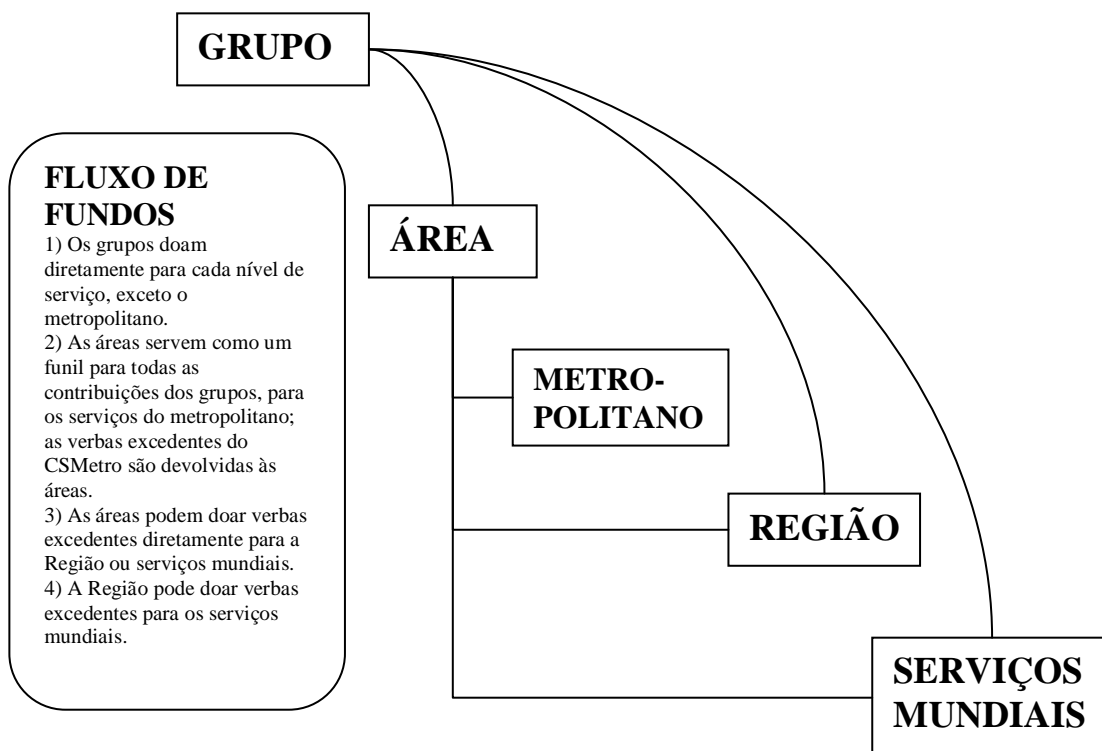 GRUPO
FLUXO DE
FUNDOS
1) Os grupos doam
diretamente para cada nível de
serviço, exceto o
metropolitano.
2) As áreas servem como um
funil para todas as
contribuições dos grupos, para
os serviços do metropolitano;
as verbas excedentes do
CSMetro são devolvidas às
áreas.
3) As áreas podem doar verbas
excedentes diretamente para a
Região ou serviços mundiais.
4) A Região pode doar verbas
excedentes para os serviços
mundiais.
ÁREA
METRO-
POLITANO
REGIÃO
SERVIÇOS
MUNDIAIS